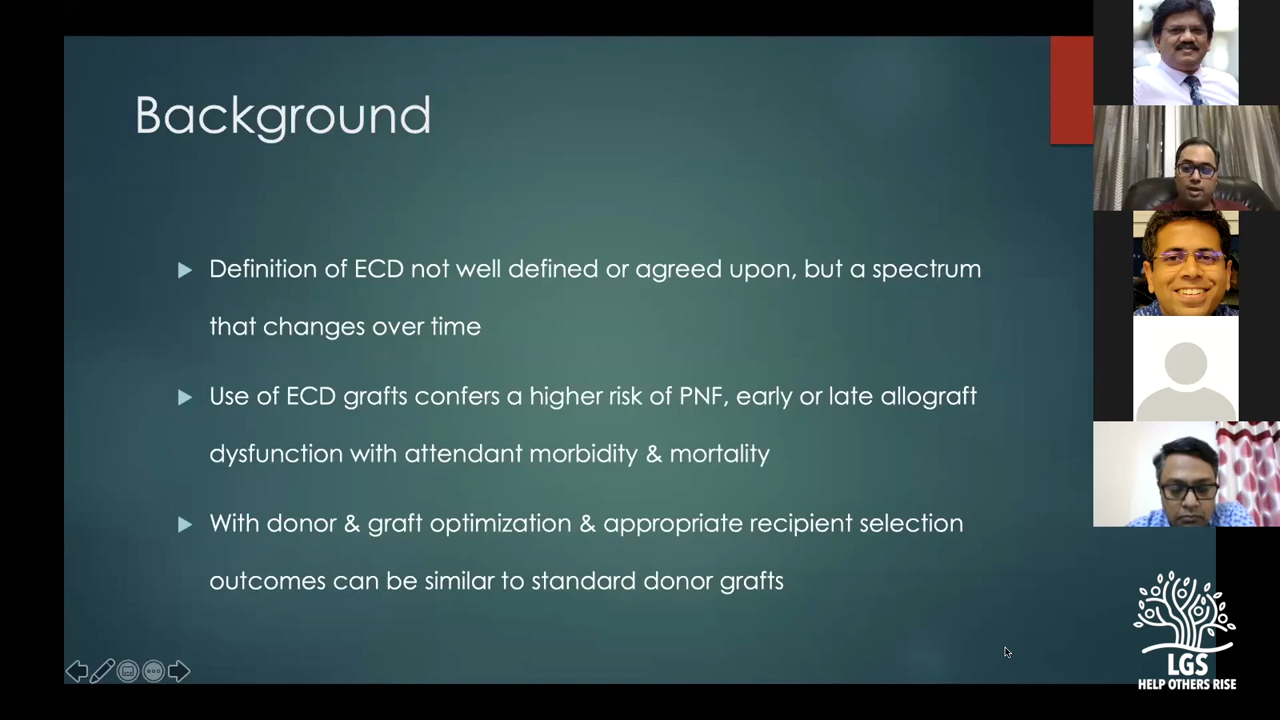 Background
Definition of ECD not well defined or agreed upon, but a spectrum
that changes over time
Use of ECD grafts confers a higher risk of PNF, early or late allograft
dysfunction with attendant morbidity & mortality
With donor & graft optimization & appropriate recipient selection
outcomes can be similar to standard donor grafts
LGS
HELP OTHERS RISE